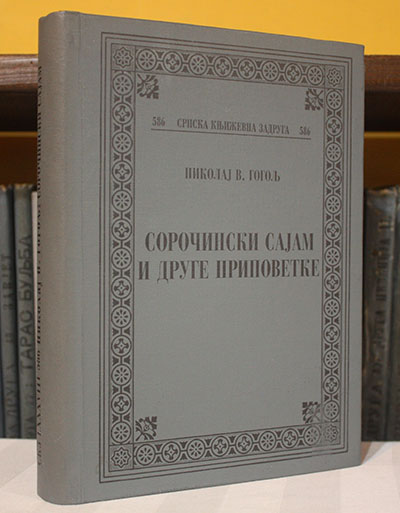 586 СРПСКА КЊИЖЕВНА ЗАДРУГА 586
НИКОЛАЈ В. ГОГОЉ
СОРОЧИНСКИ САЈАМ
И ДРУГЕ ПРИПОВЕТКЕ
ТАРАС БУЉБА